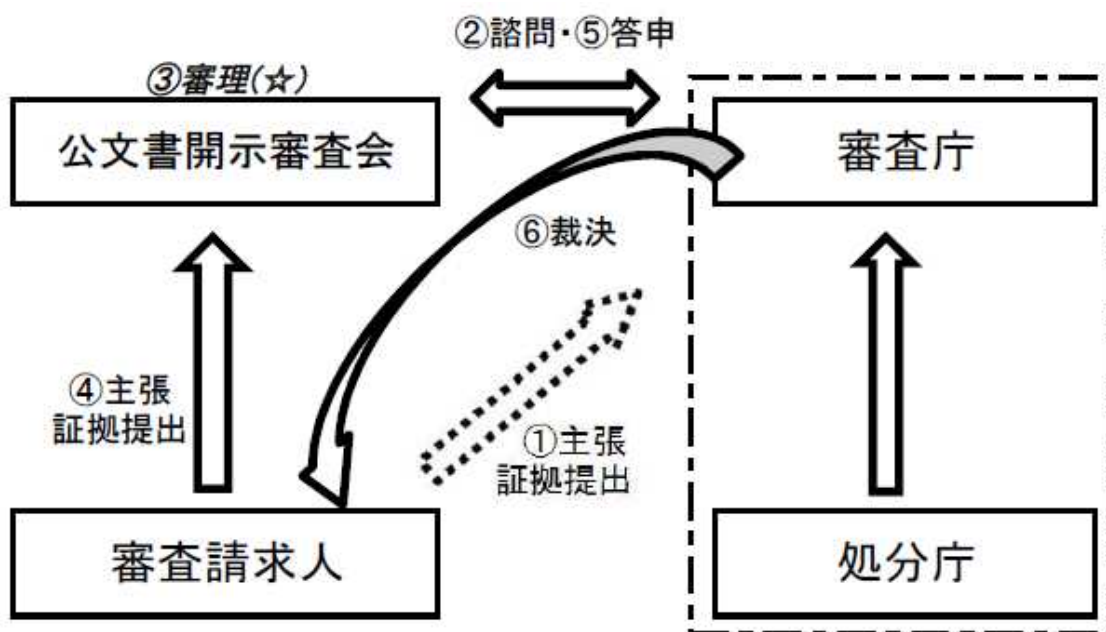 ②諮問・⑤答申
③審理(☆)
公文書開示審査会
審査庁
⑥裁決
④主張
証拠提出
①主張
証拠提出
審査請求人
処分庁